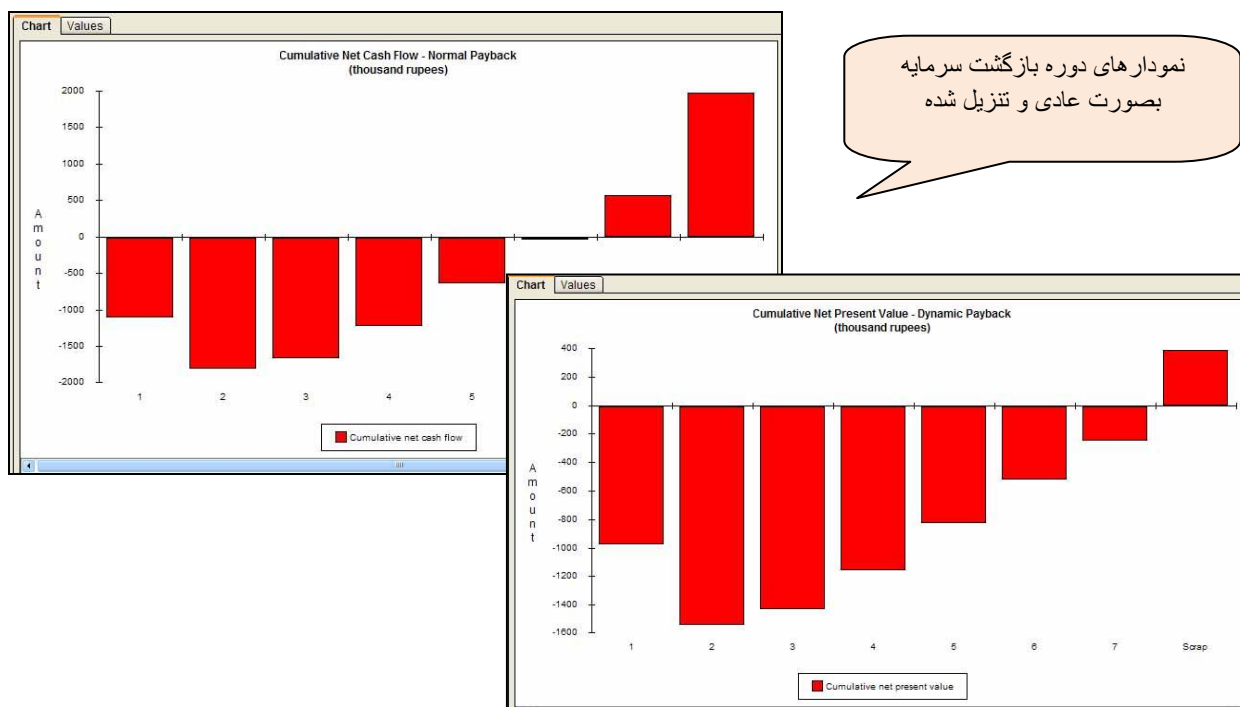 Chart Values
Cumulative Net Cash Flow - Normal Payback
(thousand rupees)
2000
1500
1000
500
0
-500
-1000
-1500
-2000
Amount
1 2 3 4 5
Cumulative net cash flow
نمودارهای دوره بازگشت سرمایه
بصورت عادی و تنزیل شده
Chart Values
Cumulative Net Present Value - Dynamic Payback
(thousand rupees)
400
200
0
-200
-400
-600
-800
-1000
-1200
-1400
-1600
Amount
1 2 3 4 5 6 7 Scrap
Cumulative net present value